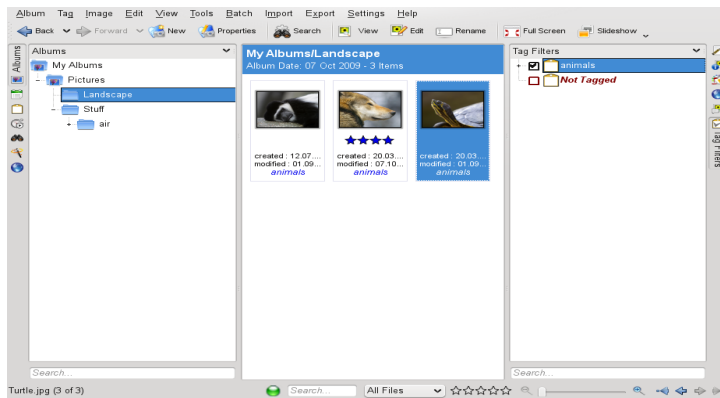 Album Tag Image Edit View Tools Batch Import Export Settings Help
Back Forward New Properties Search View Edit Rename Full Screen Slideshow
Albums
Albums
My Albums
Pictures
Landscape
Stuff
air
Search...
My Albums/Landscape
Album Date: 07 Oct 2009 - 3 Items
created : 12.07....
modified : 01.09...
animals
created : 20.03....
modified : 07.10...
animals
created : 20.03....
modified : 01.09...
animals
Tag Filters
animals
Not Tagged
Search...
Tag Filters
Turtle.jpg (3 of 3)
Search...
All Files